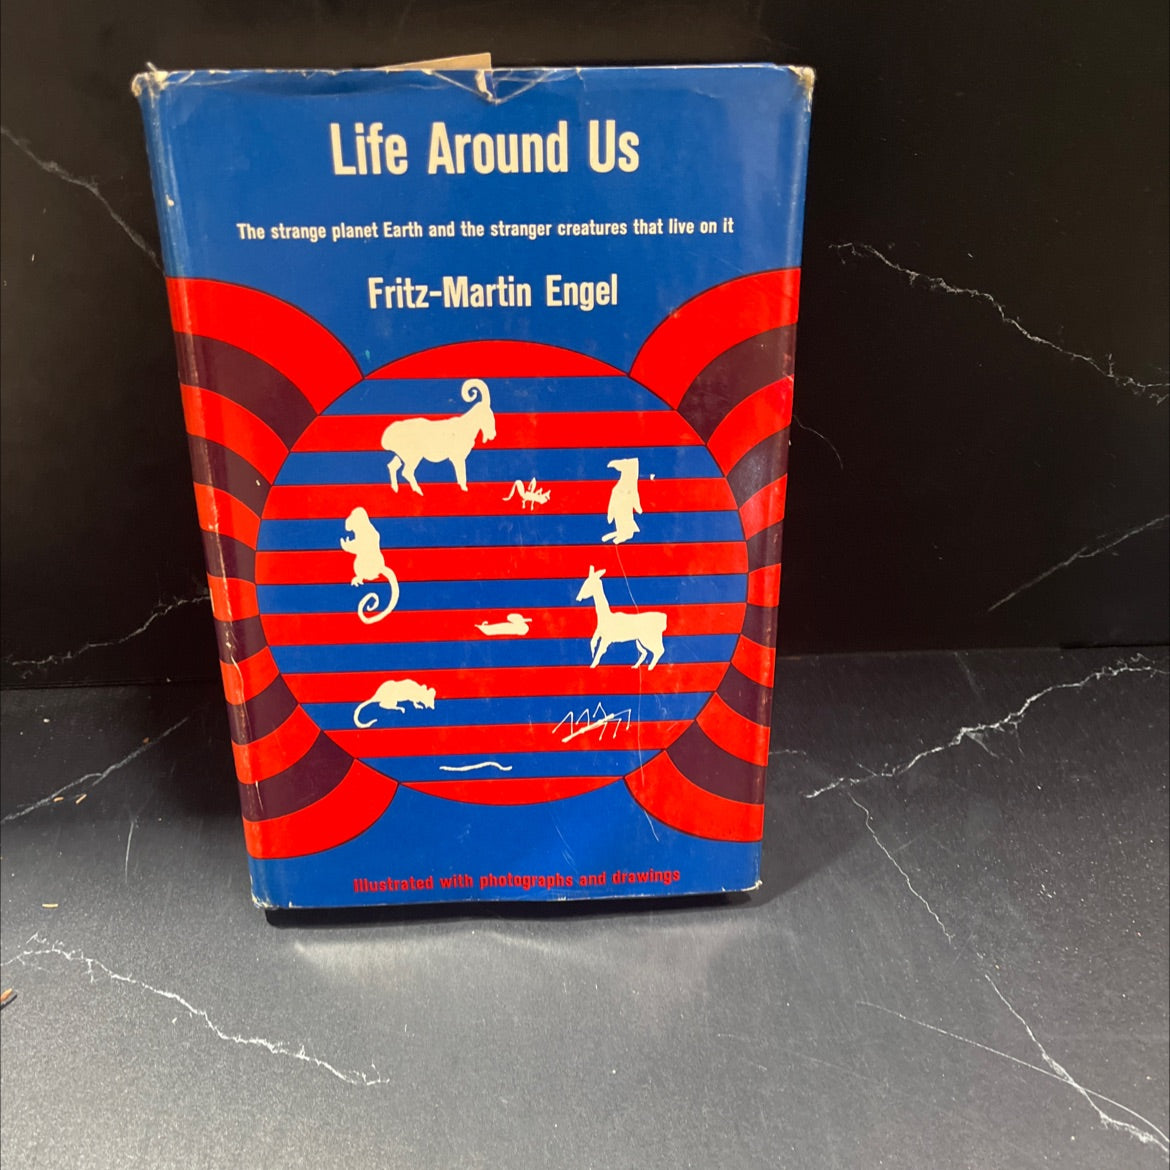 Life Around Us
The strange planet Earth and the stranger creatures that live on it
Fritz-Martin Engel
Illustrated with photographs and drawings